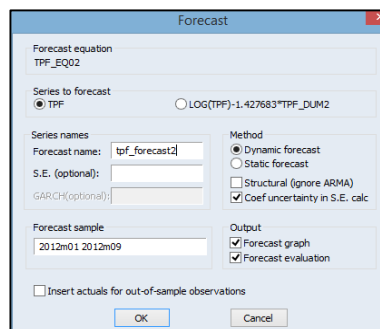 Forecast
Forecast equation
TPF_EQ02
Series to forecast
TPF
LOG(TPF)-1.427683*TPF_DUM2
Series names
Forecast name: tpf_forecast2
S.E. (optional):
GARCH(optional):
Method
Dynamic forecast
Static forecast
Structural (ignore ARMA)
Coef uncertainty in S.E. calc
Forecast sample
2012m01 2012m09
Output
Forecast graph
Forecast evaluation
Insert actuals for out-of-sample observations
OK
Cancel